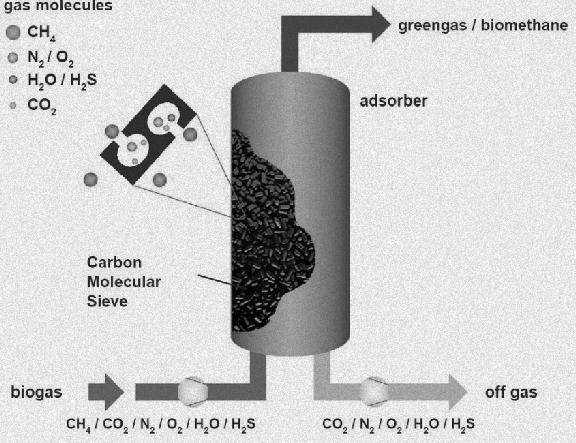 gas molecules
CH₄
N₂ / O₂
H₂O / H₂S
CO₂
greengas / biomethane
adsorber
Carbon
Molecular
Sieve
biogas
off gas
CH₄ / CO₂ / N₂ / O₂ / H₂O / H₂S
CO₂ / N₂ / O₂ / H₂O / H₂S